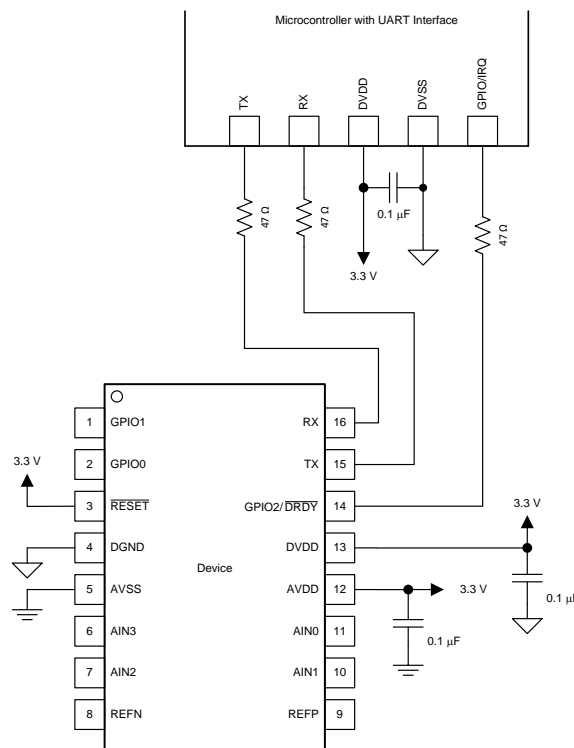 Microcontroller with UART Interface
TX
RX
DVDD
DVSS
GPIO/IRQ
47 Ω
47 Ω
0.1 μF
47 Ω
3.3 V
1 GPIO1 RX 16
2 GPIO0 TX 15
3.3 V
3 RESET GPIO2/DRDY 14
3.3 V
4 DGND DVDD 13
Device
5 AVSS AVDD 12
3.3 V
0.1 μF
6 AIN3 AIN0 11
0.1 μF
7 AIN2 AIN1 10
8 REFN REFP 9